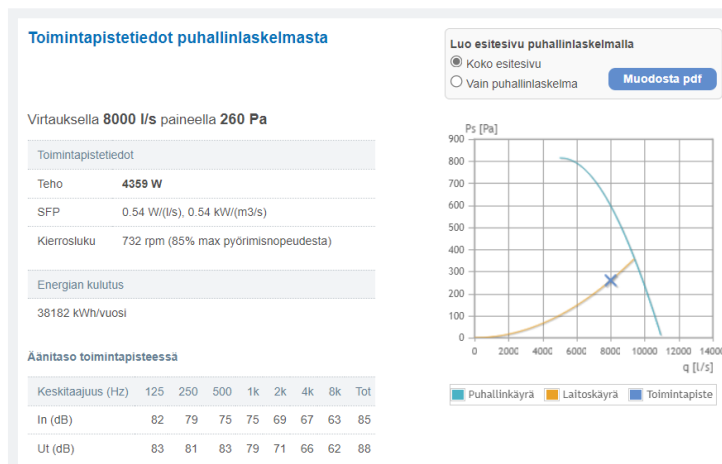 Toimintapistetiedot puhallinlaskelmasta
Luo esitesivu puhallinlaskelmalla
Koko esitesivu
Vain puhallinlaskelma
Muodosta pdf
Virtauksella 8000 l/s paineella 260 Pa
Toimintapistetiedot
Teho 4359 W
SFP 0.54 W/(l/s), 0.54 kW/(m3/s)
Kierrosluku 732 rpm (85% max pyörimisnopeudesta)
Energian kulutus
38182 kWh/vuosi
Äänitaso toimintapisteessä
Keskitaajuus (Hz) 125 250 500 1k 2k 4k 8k Tot
In (dB) 82 79 75 75 69 67 63 85
Ut (dB) 83 81 83 79 71 66 62 88
Ps [Pa]
900
800
700
600
500
400
300
200
100
0
0 2000 4000 6000 8000 10000 12000 14000
q [l/s]
Puhallinkäyrä Laitoskäyrä Toimintapiste